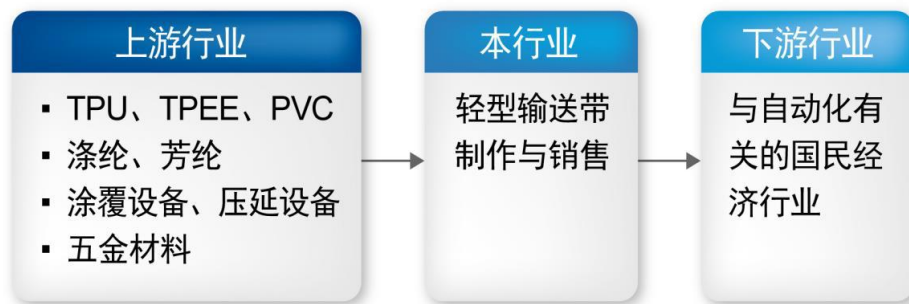 上游行业
▪ TPU、TPEE、PVC
▪ 涤纶、芳纶
▪ 涂覆设备、压延设备
▪ 五金材料
本行业
轻型输送带
制作与销售
下游行业
与自动化有
关的国民经
济行业